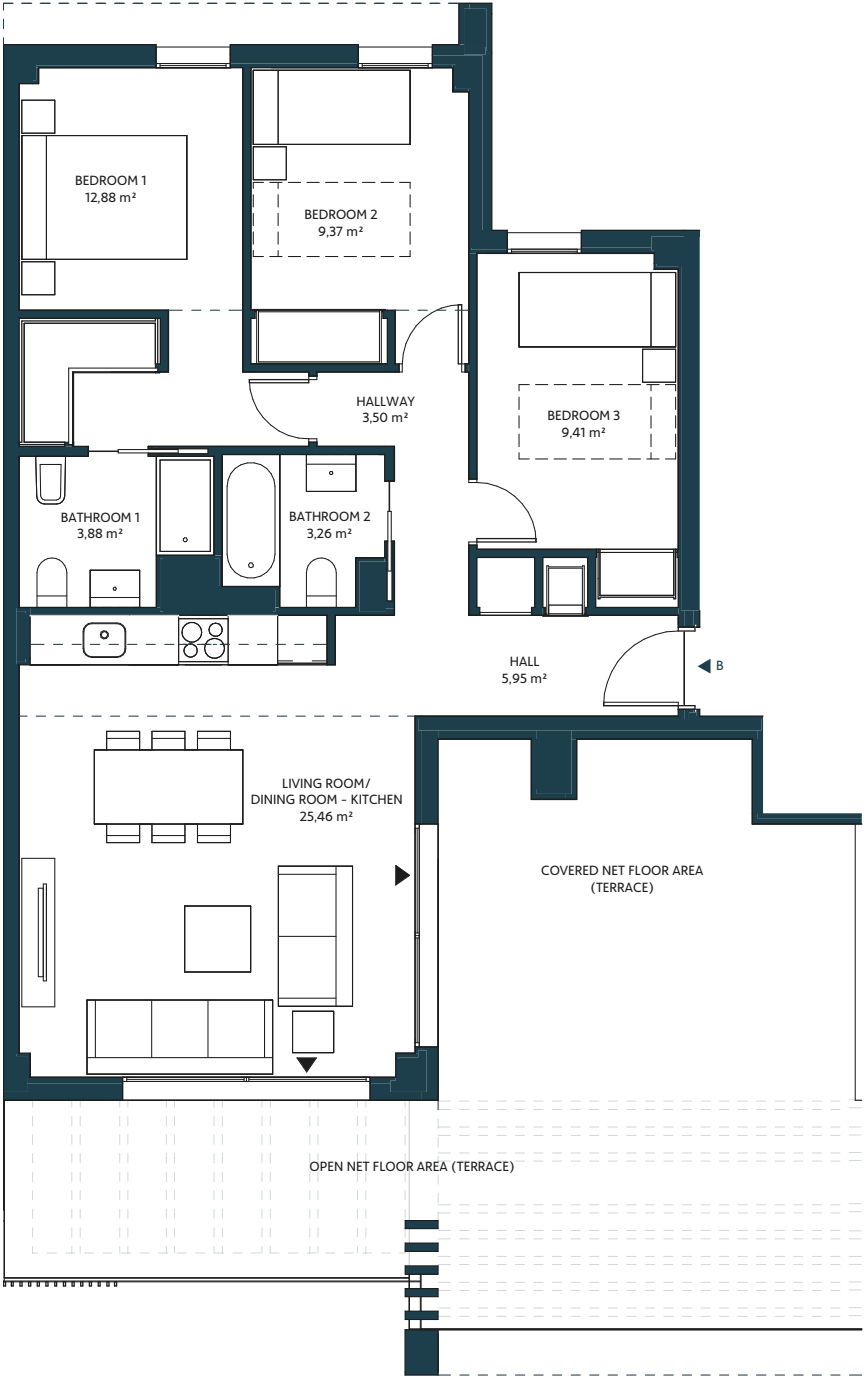 BEDROOM 1
12,88 m²
BEDROOM 2
9,37 m²
HALLWAY
3,50 m²
BEDROOM 3
9,41 m²
BATHROOM 1
3,88 m²
BATHROOM 2
3,26 m²
HALL
5,95 m²
B
LIVING ROOM/
DINING ROOM - KITCHEN
25,46 m²
COVERED NET FLOOR AREA
(TERRACE)
OPEN NET FLOOR AREA (TERRACE)